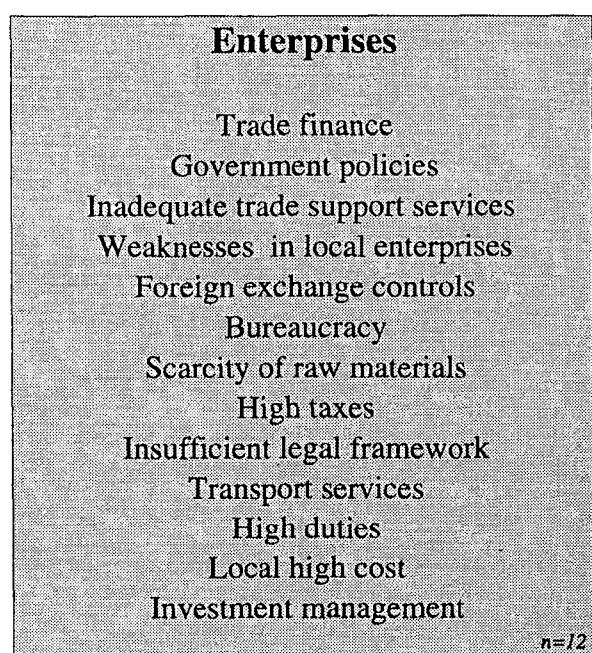 Enterprises
Trade finance
Government policies
Inadequate trade support services
Weaknesses in local enterprises
Foreign exchange controls
Bureaucracy
Scarcity of raw materials
High taxes
Insufficient legal framework
Transport services
High duties
Local high cost
Investment management
n=12